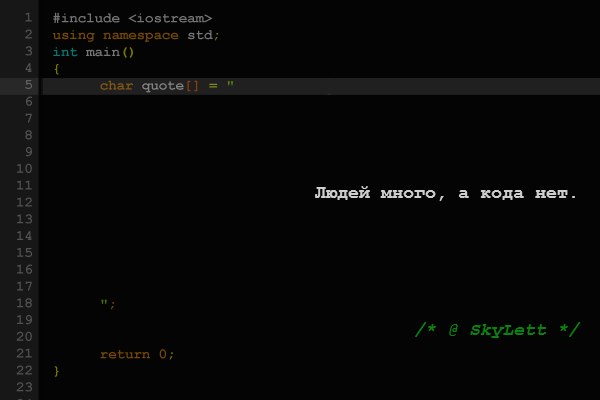 1 #include <iostream>
2 using namespace std;
3 int main()
4 {
5 char quote[] = "
6
7
8
9
10
11 Людей много, а кода нет.
12
13
14
15
16
17
18 ";
19
20 /* @ SkyLett */
21 return 0;
22 }
23